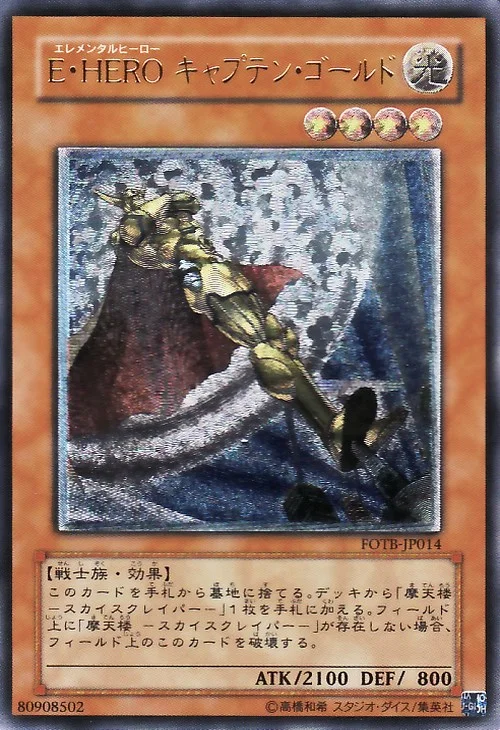 エレメンタルヒーロー
E・HERO キャプテン・ゴールド
光
FOTB-JP014
【戦士族・効果】
このカードを手札から墓地に捨てる。デッキから「摩天楼
－スカイスクレイパー－」1枚を手札に加える。フィールド
上に「摩天楼 －スカイスクレイパー－」が存在しない場合、
フィールド上のこのカードを破壊する。
ATK/2100 DEF/ 800
80908502
©高橋和希 スタジオ・ダイス/集英社